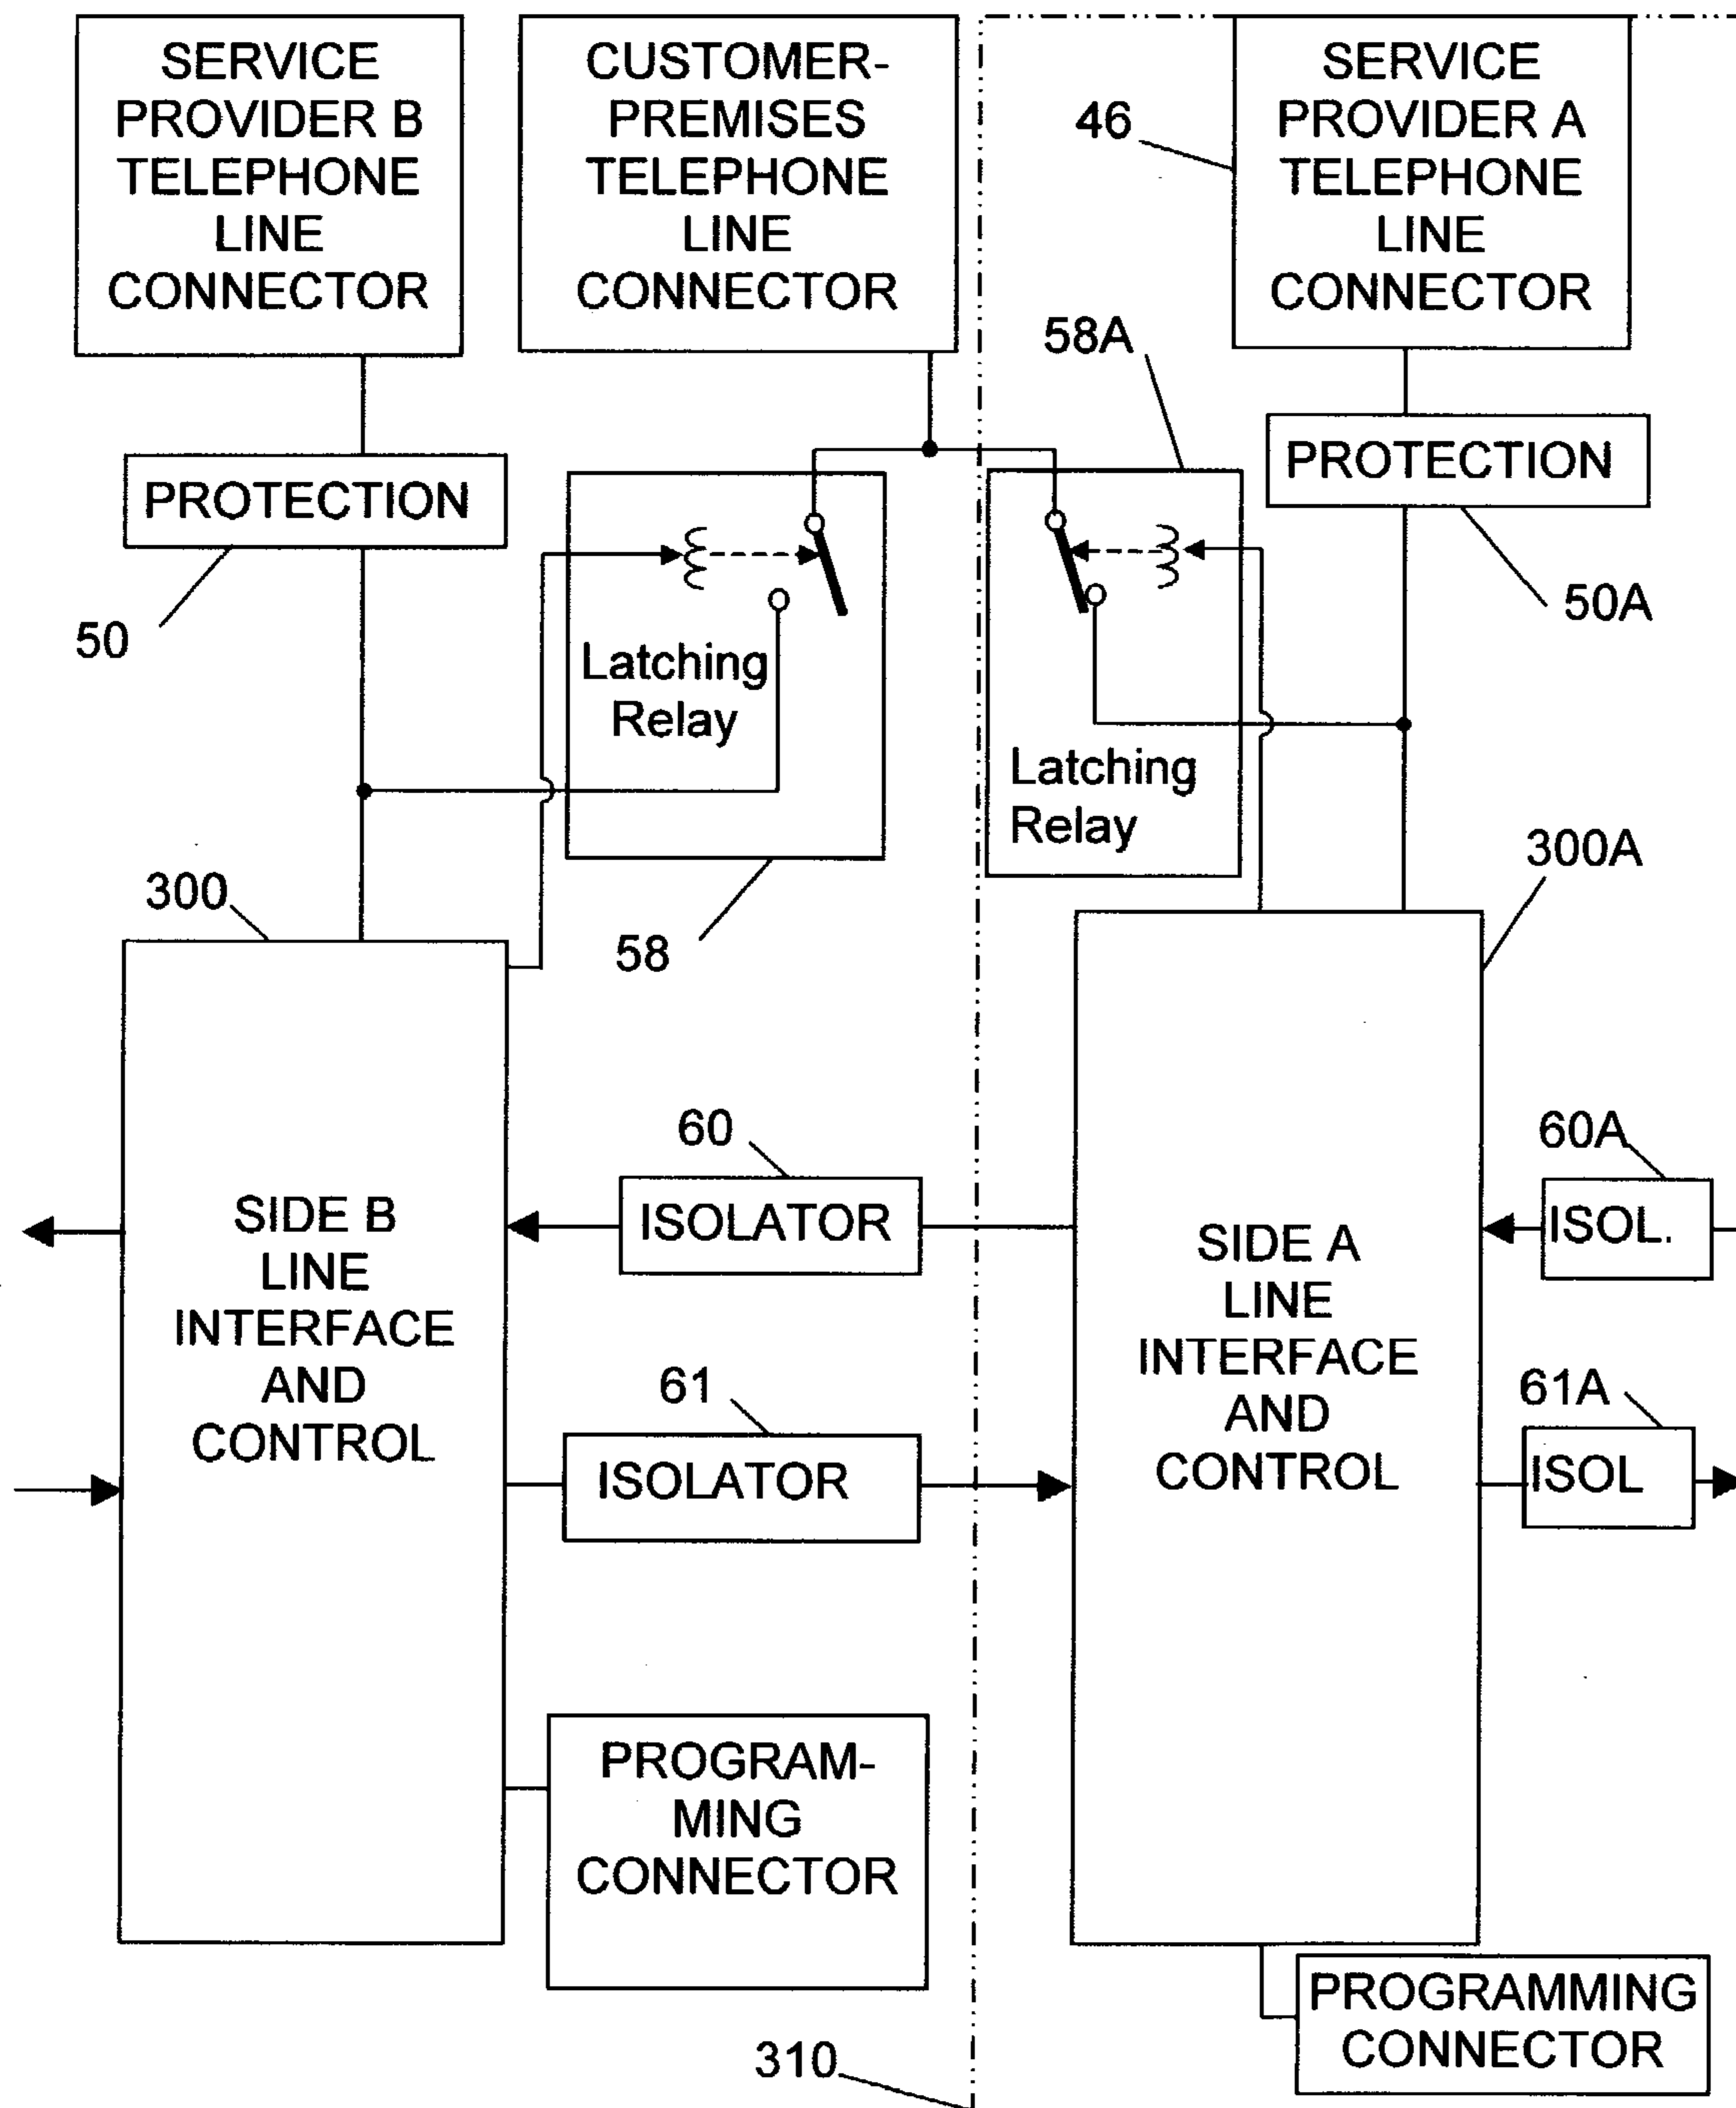 SERVICE
PROVIDER B
TELEPHONE
LINE
CONNECTOR
CUSTOMER-
PREMISES
TELEPHONE
LINE
CONNECTOR
46
SERVICE
PROVIDER A
TELEPHONE
LINE
CONNECTOR
58A
PROTECTION
PROTECTION
50
50A
Latching
Relay
Latching
Relay
300
58
300A
60
60A
ISOLATOR
ISOL.
SIDE B
LINE
INTERFACE
AND
CONTROL
SIDE A
LINE
INTERFACE
AND
CONTROL
61
61A
ISOLATOR
ISOL
PROGRAM-
MING
CONNECTOR
PROGRAMMING
CONNECTOR
310